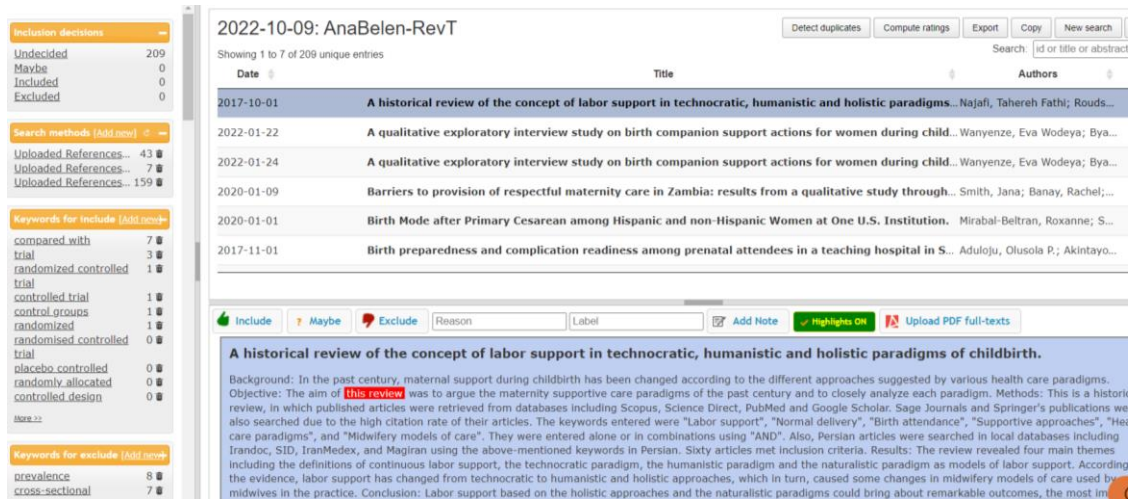 Inclusion decisions
Undecided 209
Maybe 0
Included 0
Excluded 0
Search methods [Add new]
Uploaded References... 43
Uploaded References... 7
Uploaded References... 159
Keywords for include [Add new]
compared with 7
trial 3
randomized controlled 1
trial
controlled trial 1
control groups 1
randomized 1
randomised controlled 0
trial
placebo controlled 0
randomly allocated 0
controlled design 0
More >>
Keywords for exclude [Add new]
prevalence 8
cross-sectional 7
2022-10-09: AnaBelen-RevT
Detect duplicates Compute ratings Export Copy New search
Showing 1 to 7 of 209 unique entries
Search: id or title or abstract
Date Title Authors
2017-10-01 A historical review of the concept of labor support in technocratic, humanistic and holistic paradigms... Najafi, Tahereh Fathi; Rouds...
2022-01-22 A qualitative exploratory interview study on birth companion support actions for women during child... Wanyenze, Eva Wodeya; Bya...
2022-01-24 A qualitative exploratory interview study on birth companion support actions for women during child... Wanyenze, Eva Wodeya; Bya...
2020-01-09 Barriers to provision of respectful maternity care in Zambia: results from a qualitative study through... Smith, Jana; Banay, Rachel;...
2020-01-01 Birth Mode after Primary Cesarean among Hispanic and non-Hispanic Women at One U.S. Institution. Mirabal-Beltran, Roxanne; S...
2017-11-01 Birth preparedness and complication readiness among prenatal attendees in a teaching hospital in S... Aduloju, Olusola P.; Akintayo...
Include ? Maybe Exclude Reason Label Add Note Highlights ON Upload PDF full-texts
A historical review of the concept of labor support in technocratic, humanistic and holistic paradigms of childbirth.
Background: In the past century, maternal support during childbirth has been changed according to the different approaches suggested by various health care paradigms.
Objective: The aim of this review was to argue the maternity supportive care paradigms of the past century and to closely analyze each paradigm. Methods: This is a historic
review, in which published articles were retrieved from databases including Scopus, Science Direct, PubMed and Google Scholar. Sage Journals and Springer's publications we
also searched due to the high citation rate of their articles. The keywords entered were "Labor support", "Normal delivery", "Birth attendance", "Supportive approaches", "Hea
care paradigms", and "Midwifery models of care". They were entered alone or in combinations using "AND". Also, Persian articles were searched in local databases including
Irandoc, SID, IranMedex, and Magiran using the above-mentioned keywords in Persian. Sixty articles met inclusion criteria. Results: The review revealed four main themes
including the definitions of continuous labor support, the technocratic paradigm, the humanistic paradigm and the naturalistic paradigm as models of labor support. According
the evidence, labor support has changed from technocratic to humanistic and holistic approaches, which in turn, caused some changes in midwifery models of care used by
midwives in the practice. Conclusion: Labor support based on the holistic approaches and the naturalistic paradigms could bring about remarkable outcomes, the most im